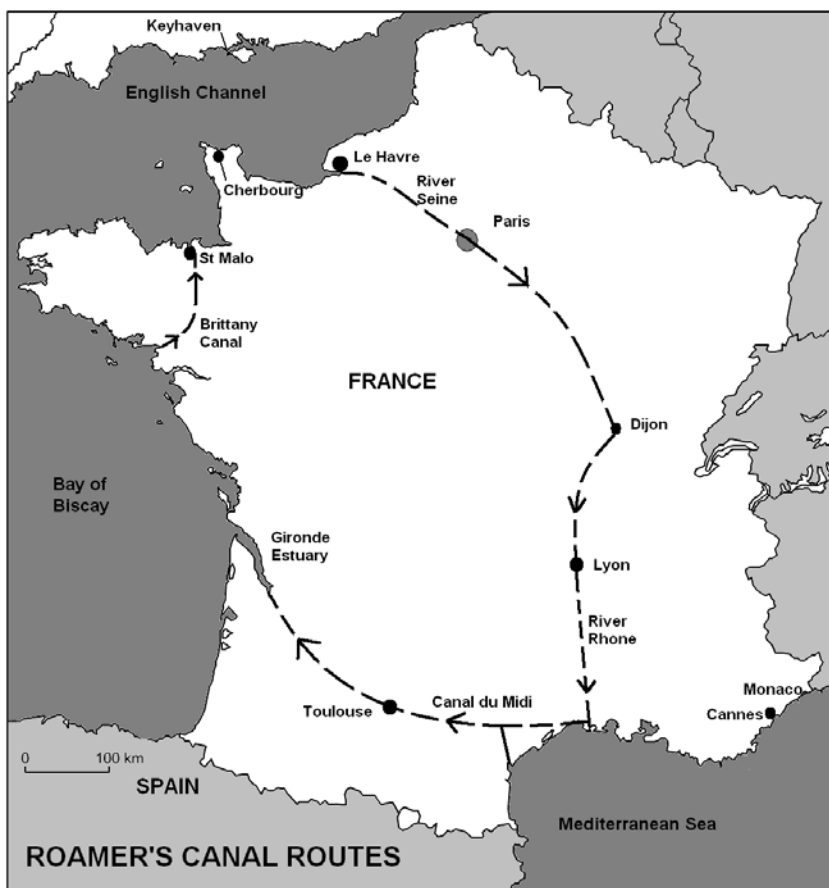 Keyhaven
English Channel
Le Havre
Cherbourg
River
Seine
Paris
St Malo
Brittany
Canal
FRANCE
Dijon
Bay of
Biscay
Gironde
Estuary
Lyon
River
Rhone
Monaco
Canal du Midi
Toulouse
Cannes
0 100 km
SPAIN
Mediterranean Sea
ROAMER'S CANAL ROUTES